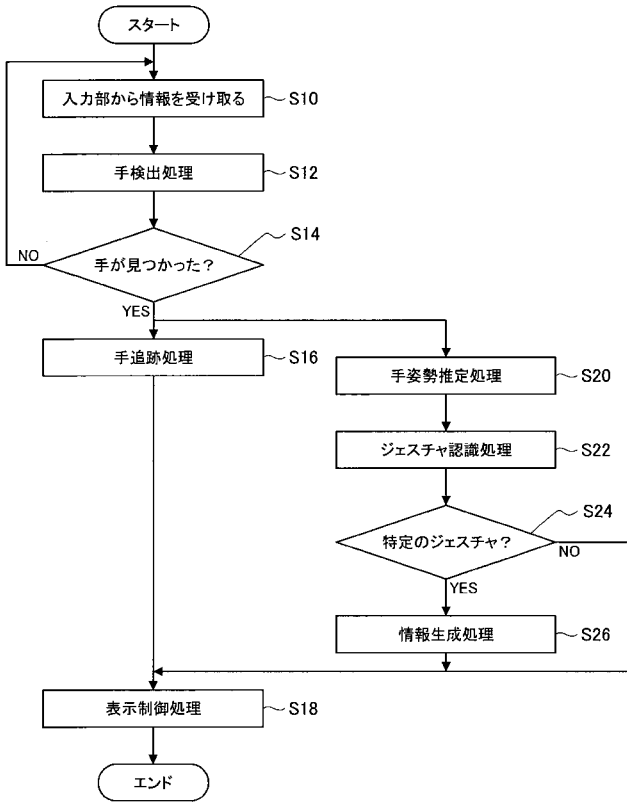 スタート
入力部から情報を受け取る
S10
手検出処理
S12
S14
手が見つかった？
NO
YES
手追跡処理
S16
手姿勢推定処理
S20
ジェスチャ認識処理
S22
S24
特定のジェスチャ？
NO
YES
情報生成処理
S26
表示制御処理
S18
エンド